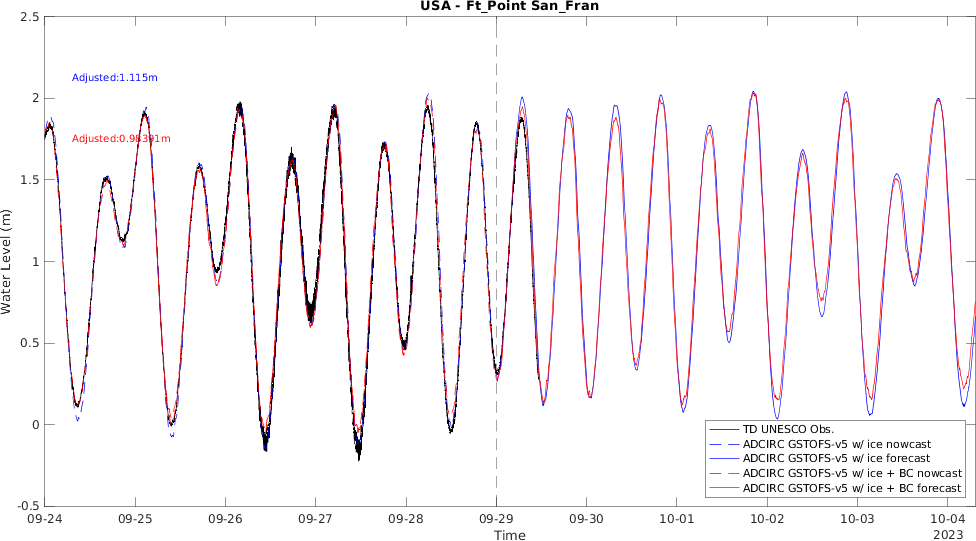 USA - Ft_Point San_Fran
2.5
2
1.5
1
0.5
0
-0.5
Water Level (m)
Adjusted:1.115m
Adjusted:0.98391m
TD UNESCO Obs.
ADCIRC GSTOFS-v5 w/ ice nowcast
ADCIRC GSTOFS-v5 w/ ice forecast
ADCIRC GSTOFS-v5 w/ ice + BC nowcast
ADCIRC GSTOFS-v5 w/ ice + BC forecast
09-24 09-25 09-26 09-27 09-28 09-29 09-30 10-01 10-02 10-03 10-04
Time
2023